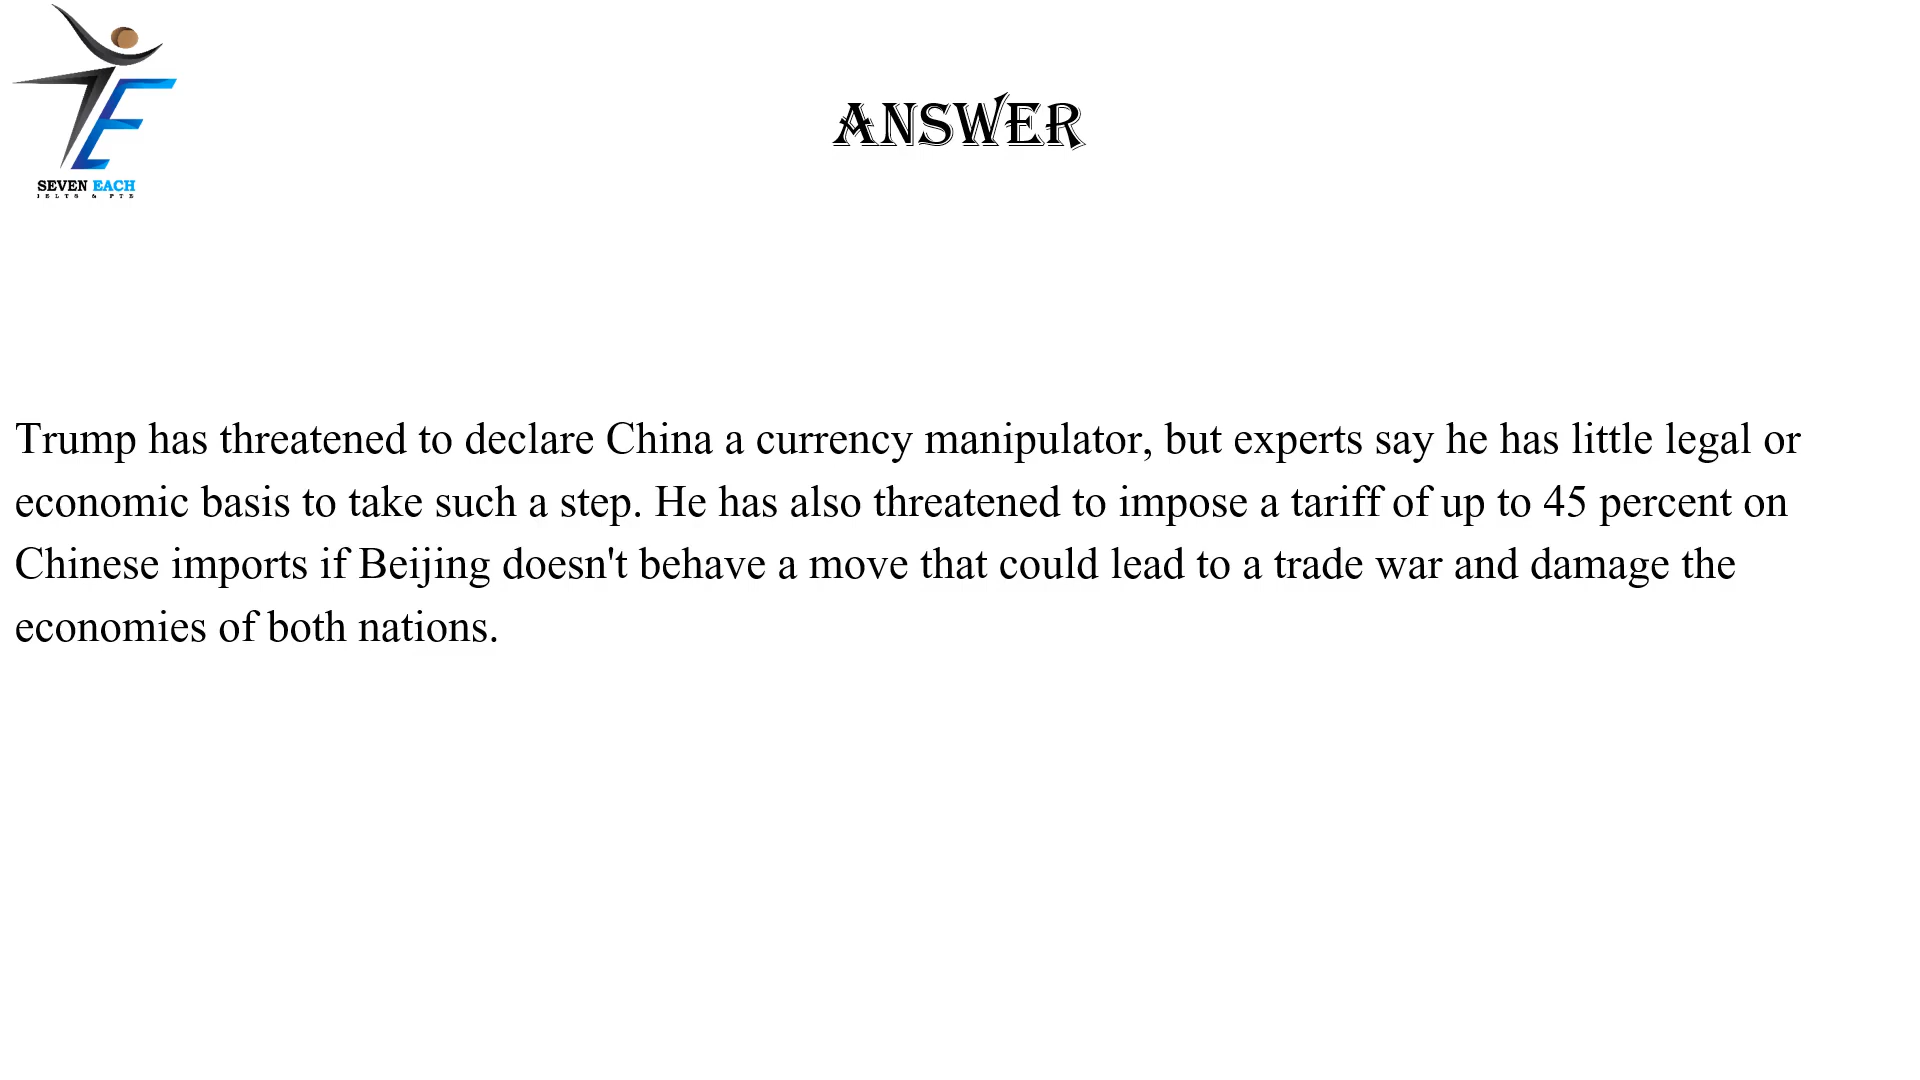 SEVEN EACH
IELTS & PTE
ANSWER
Trump has threatened to declare China a currency manipulator, but experts say he has little legal or
economic basis to take such a step. He has also threatened to impose a tariff of up to 45 percent on
Chinese imports if Beijing doesn't behave a move that could lead to a trade war and damage the
economies of both nations.